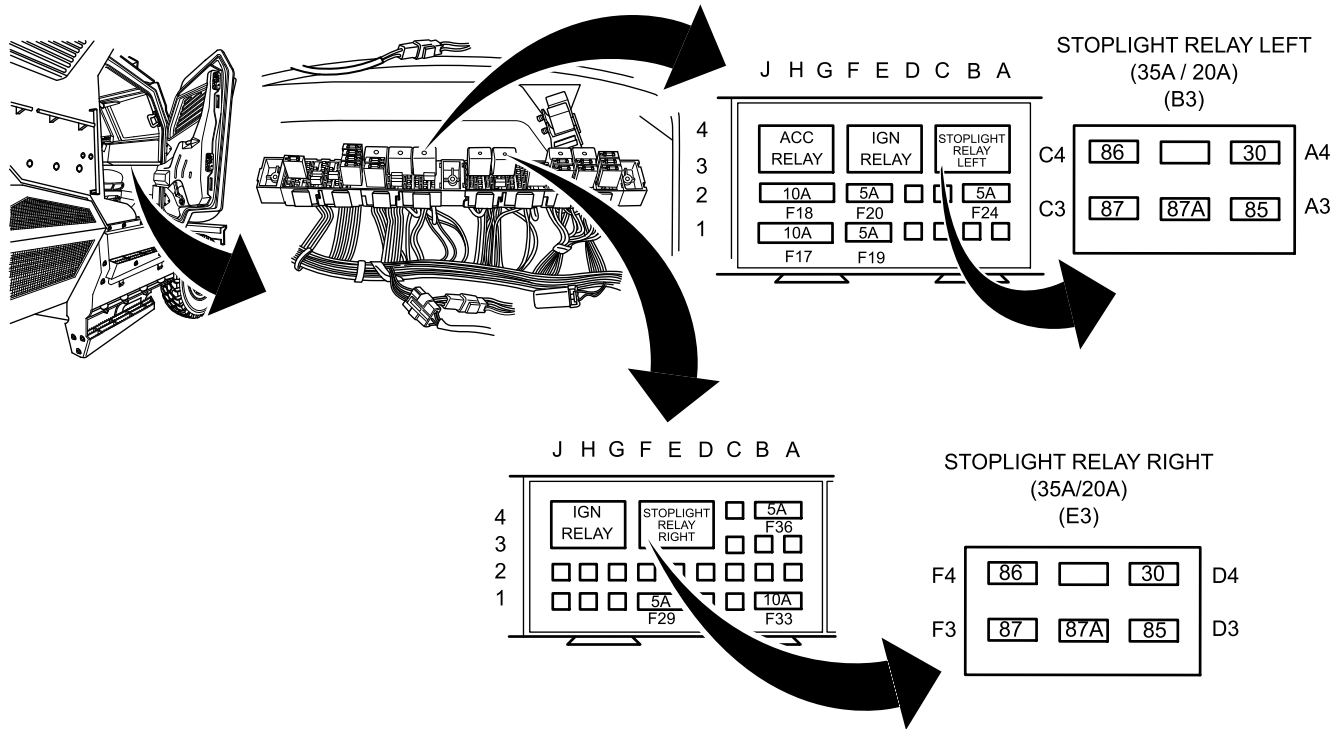 STOPLIGHT RELAY LEFT
(35A / 20A)
(B3)
J H G F E D C B A
4
3
2
1
ACC
RELAY
IGN
RELAY
STOPLIGHT
RELAY
LEFT
10A
5A
5A
F18
F20
F24
10A
5A
F17
F19
C4
86
30
A4
C3
87
87A
85
A3
J H G F E D C B A
4
3
2
1
IGN
RELAY
STOPLIGHT
RELAY
RIGHT
5A
F36
5A
F29
10A
F33
STOPLIGHT RELAY RIGHT
(35A/20A)
(E3)
F4
86
30
D4
F3
87
87A
85
D3